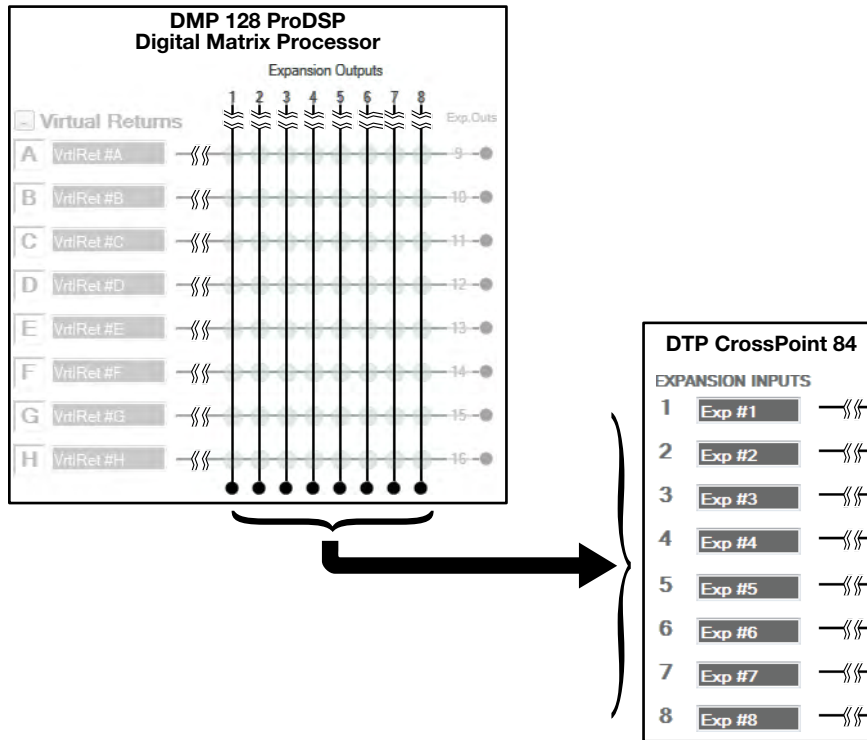 DMP 128 ProDSP
Digital Matrix Processor
Expansion Outputs
1 2 3 4 5 6 7 8
Exp.Outs
- Virtual Returns
A VrtlRet #A 9
B VrtlRet #B 10
C VrtlRet #C 11
D VrtlRet #D 12
E VrtlRet #E 13
F VrtlRet #F 14
G VrtlRet #G 15
H VrtlRet #H 16
DTP CrossPoint 84
EXPANSION INPUTS
1 Exp #1
2 Exp #2
3 Exp #3
4 Exp #4
5 Exp #5
6 Exp #6
7 Exp #7
8 Exp #8